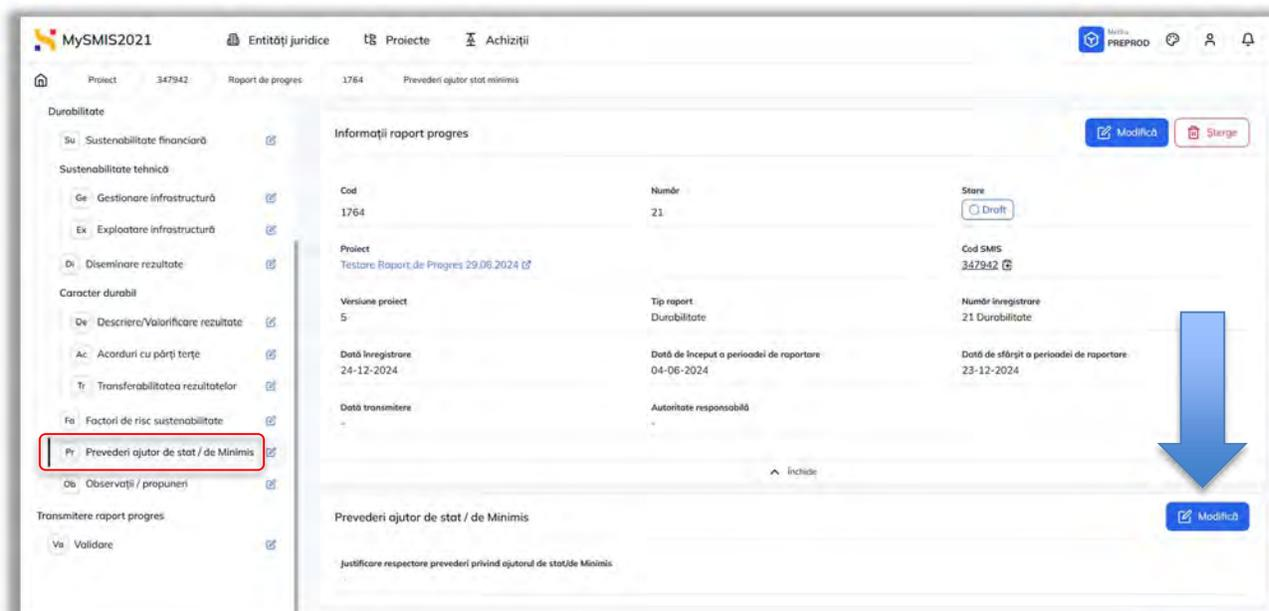 MySMIS2021
Entități juridice
Proiecte
Achiziții
Mediu
PREPROD
Proiect
347942
Raport de progres
1764
Prevederi ajutor stat minimis
Durabilitate
Su Sustenabilitate financiară
Sustenabilitate tehnică
Ge Gestionare infrastructură
Ex Exploatare infrastructură
Di Diseminare rezultate
Caracter durabil
De Descriere/Valorificare rezultate
Ac Acorduri cu părți terțe
Tr Transferabilitatea rezultatelor
Fa Factori de risc sustenabilitate
Pr Prevederi ajutor de stat / de Minimis
Ob Observații / propuneri
Transmitere raport progres
Va Validare
Informații raport progres
Modifică
Șterge
Cod
Număr
Stare
1764
21
Draft
Proiect
Cod SMIS
Testare Raport de Progres 29.08.2024
347942
Versiune proiect
Tip raport
Număr înregistrare
5
Durabilitate
21 Durabilitate
Dată înregistrare
Dată de început a perioadei de raportare
Dată de sfârșit a perioadei de raportare
24-12-2024
04-06-2024
23-12-2024
Dată transmitere
Autoritate responsabilă
-
-
Închide
Prevederi ajutor de stat / de Minimis
Modifică
Justificare respectare prevederi privind ajutorul de stat/de Minimis
-